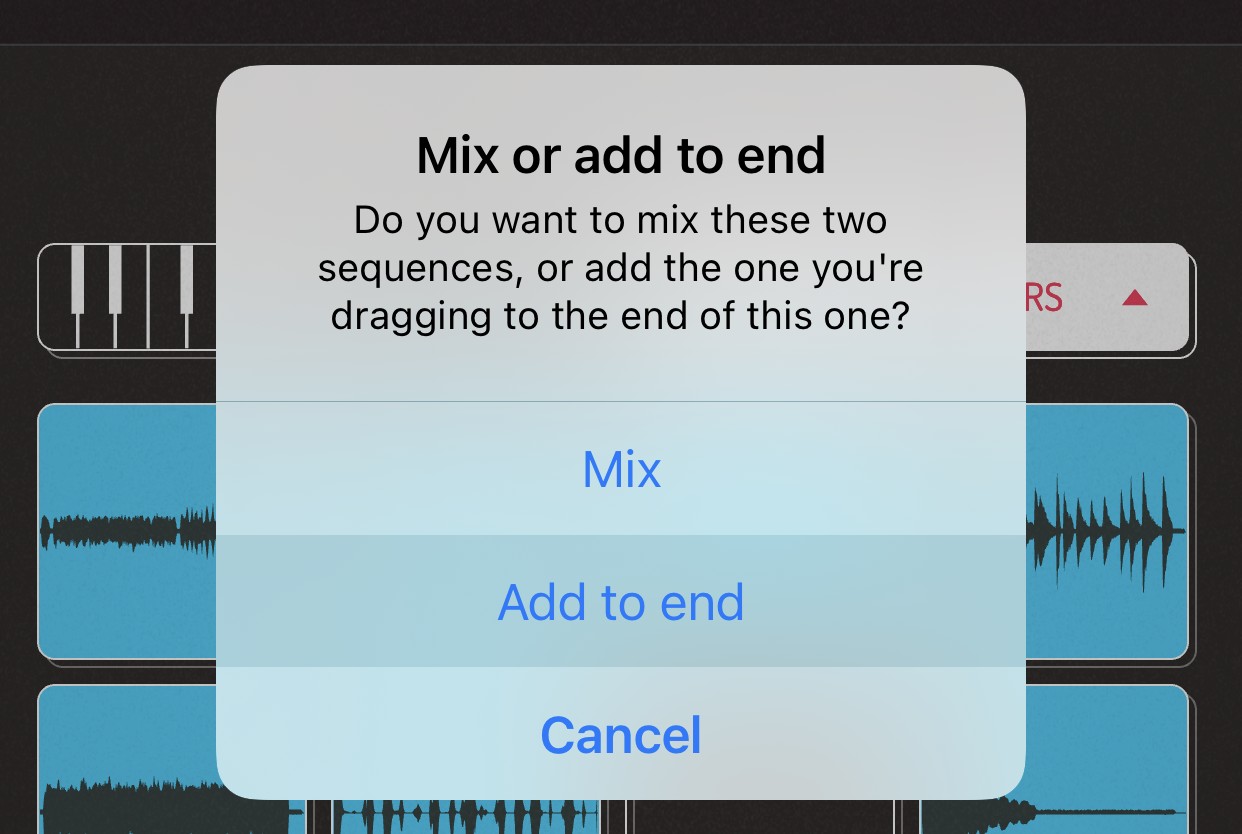 Mix or add to end
Do you want to mix these two
sequences, or add the one you're
dragging to the end of this one?
RS
Mix
Add to end
Cancel